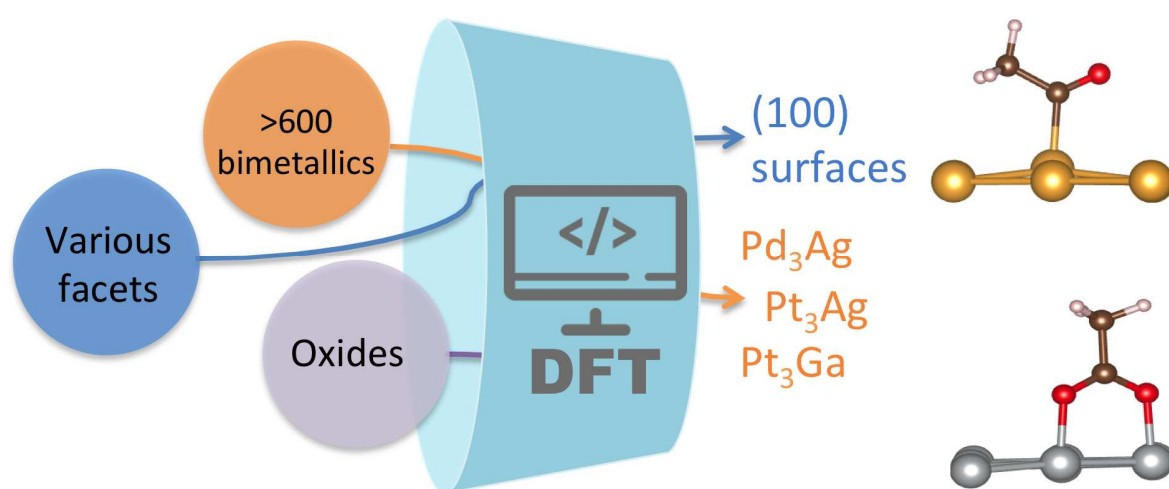 >600
bimetallics
Various
facets
Oxides
</>
DFT
(100)
surfaces
Pd₃Ag
Pt₃Ag
Pt₃Ga